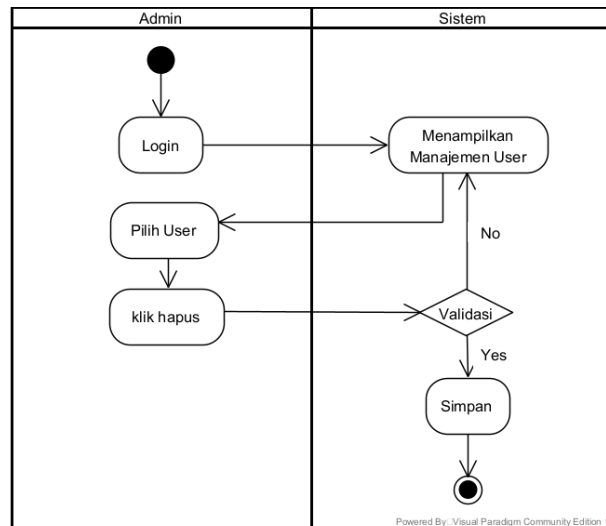 Admin
Sistem
Login
Menampilkan
Manajemen User
Pilih User
No
klik hapus
Validasi
Yes
Simpan
Powered By Visual Paradigm Community Edition